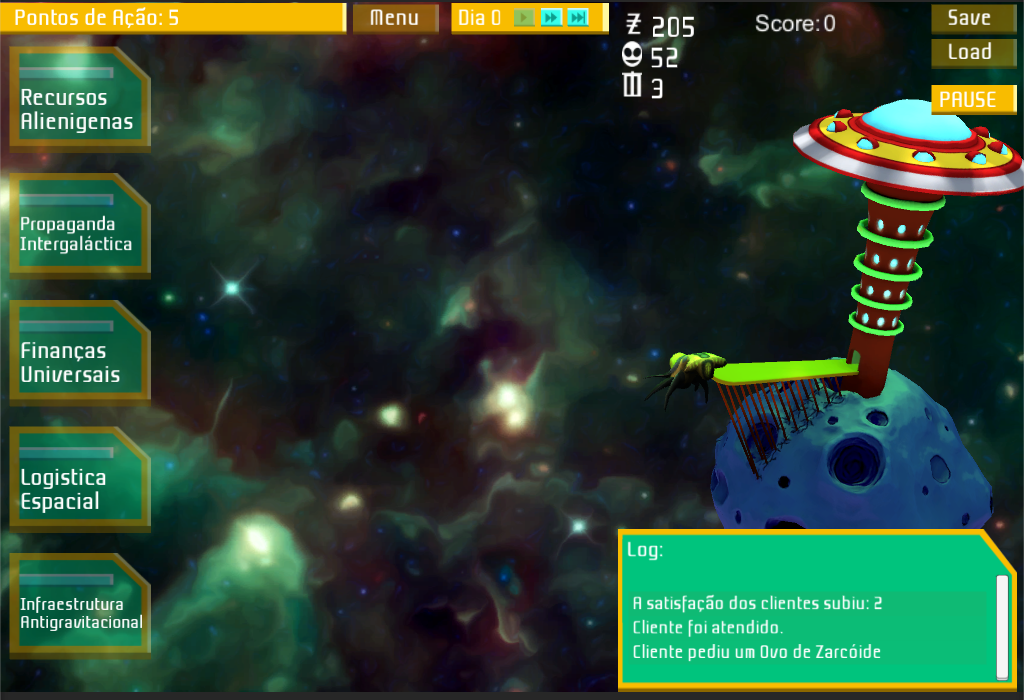 Pontos de Ação: 5
Menu
Dia 0
205
52
3
Score: 0
Save
Load
PAUSE
Recursos
Alienigenas
Propaganda
Intergaláctica
Finanças
Universais
Logistica
Espacial
Infraestrutura
Antigravitacional
Log:
A satisfação dos clientes subiu: 2
Cliente foi atendido.
Cliente pediu um Ovo de Zarcóide